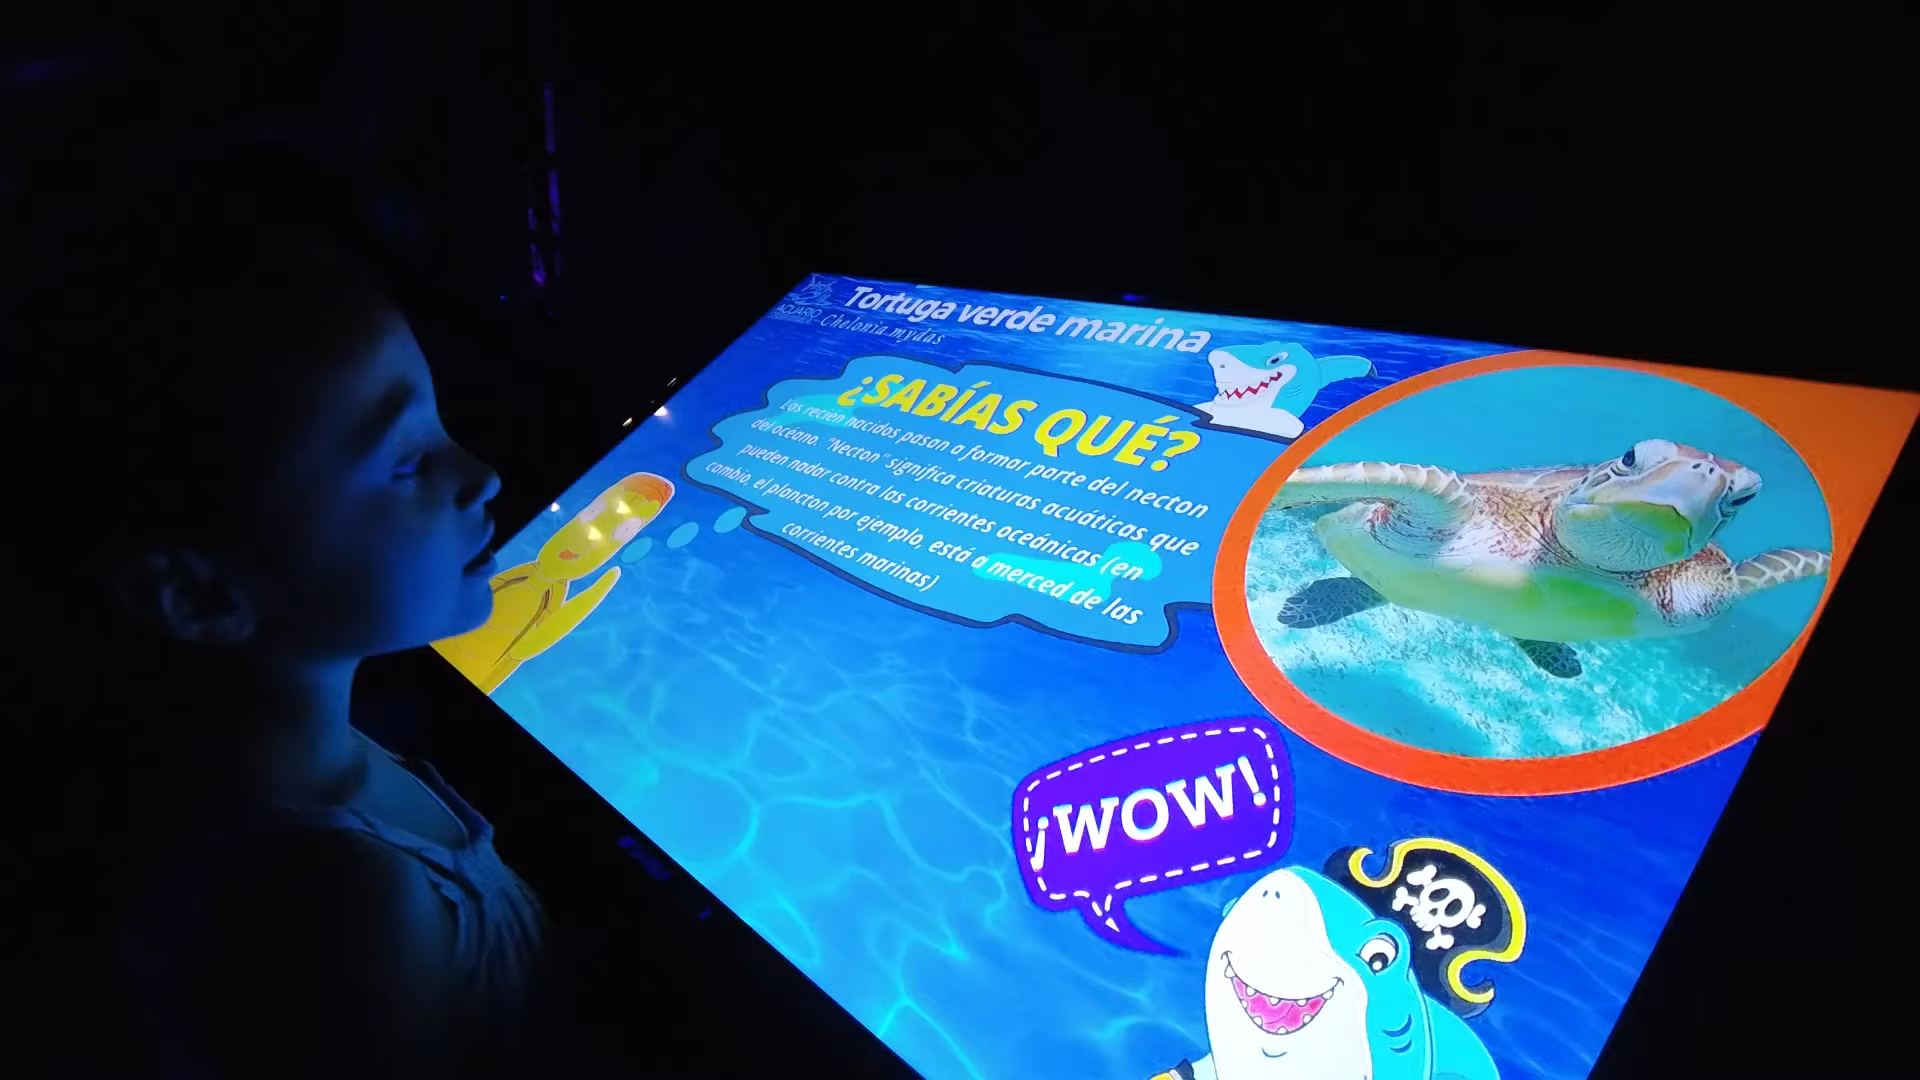 ACUARIO
Tortuga verde marina
Chelonia mydas
¿SABÍAS QUÉ?
Los recién nacidos pasan a formar parte del necton
del océano. "Necton" significa criaturas acuáticas que
pueden nadar contra las corrientes oceánicas (en
cambio, el plancton por ejemplo, está a merced de las
corrientes marinas)
¡WOW!